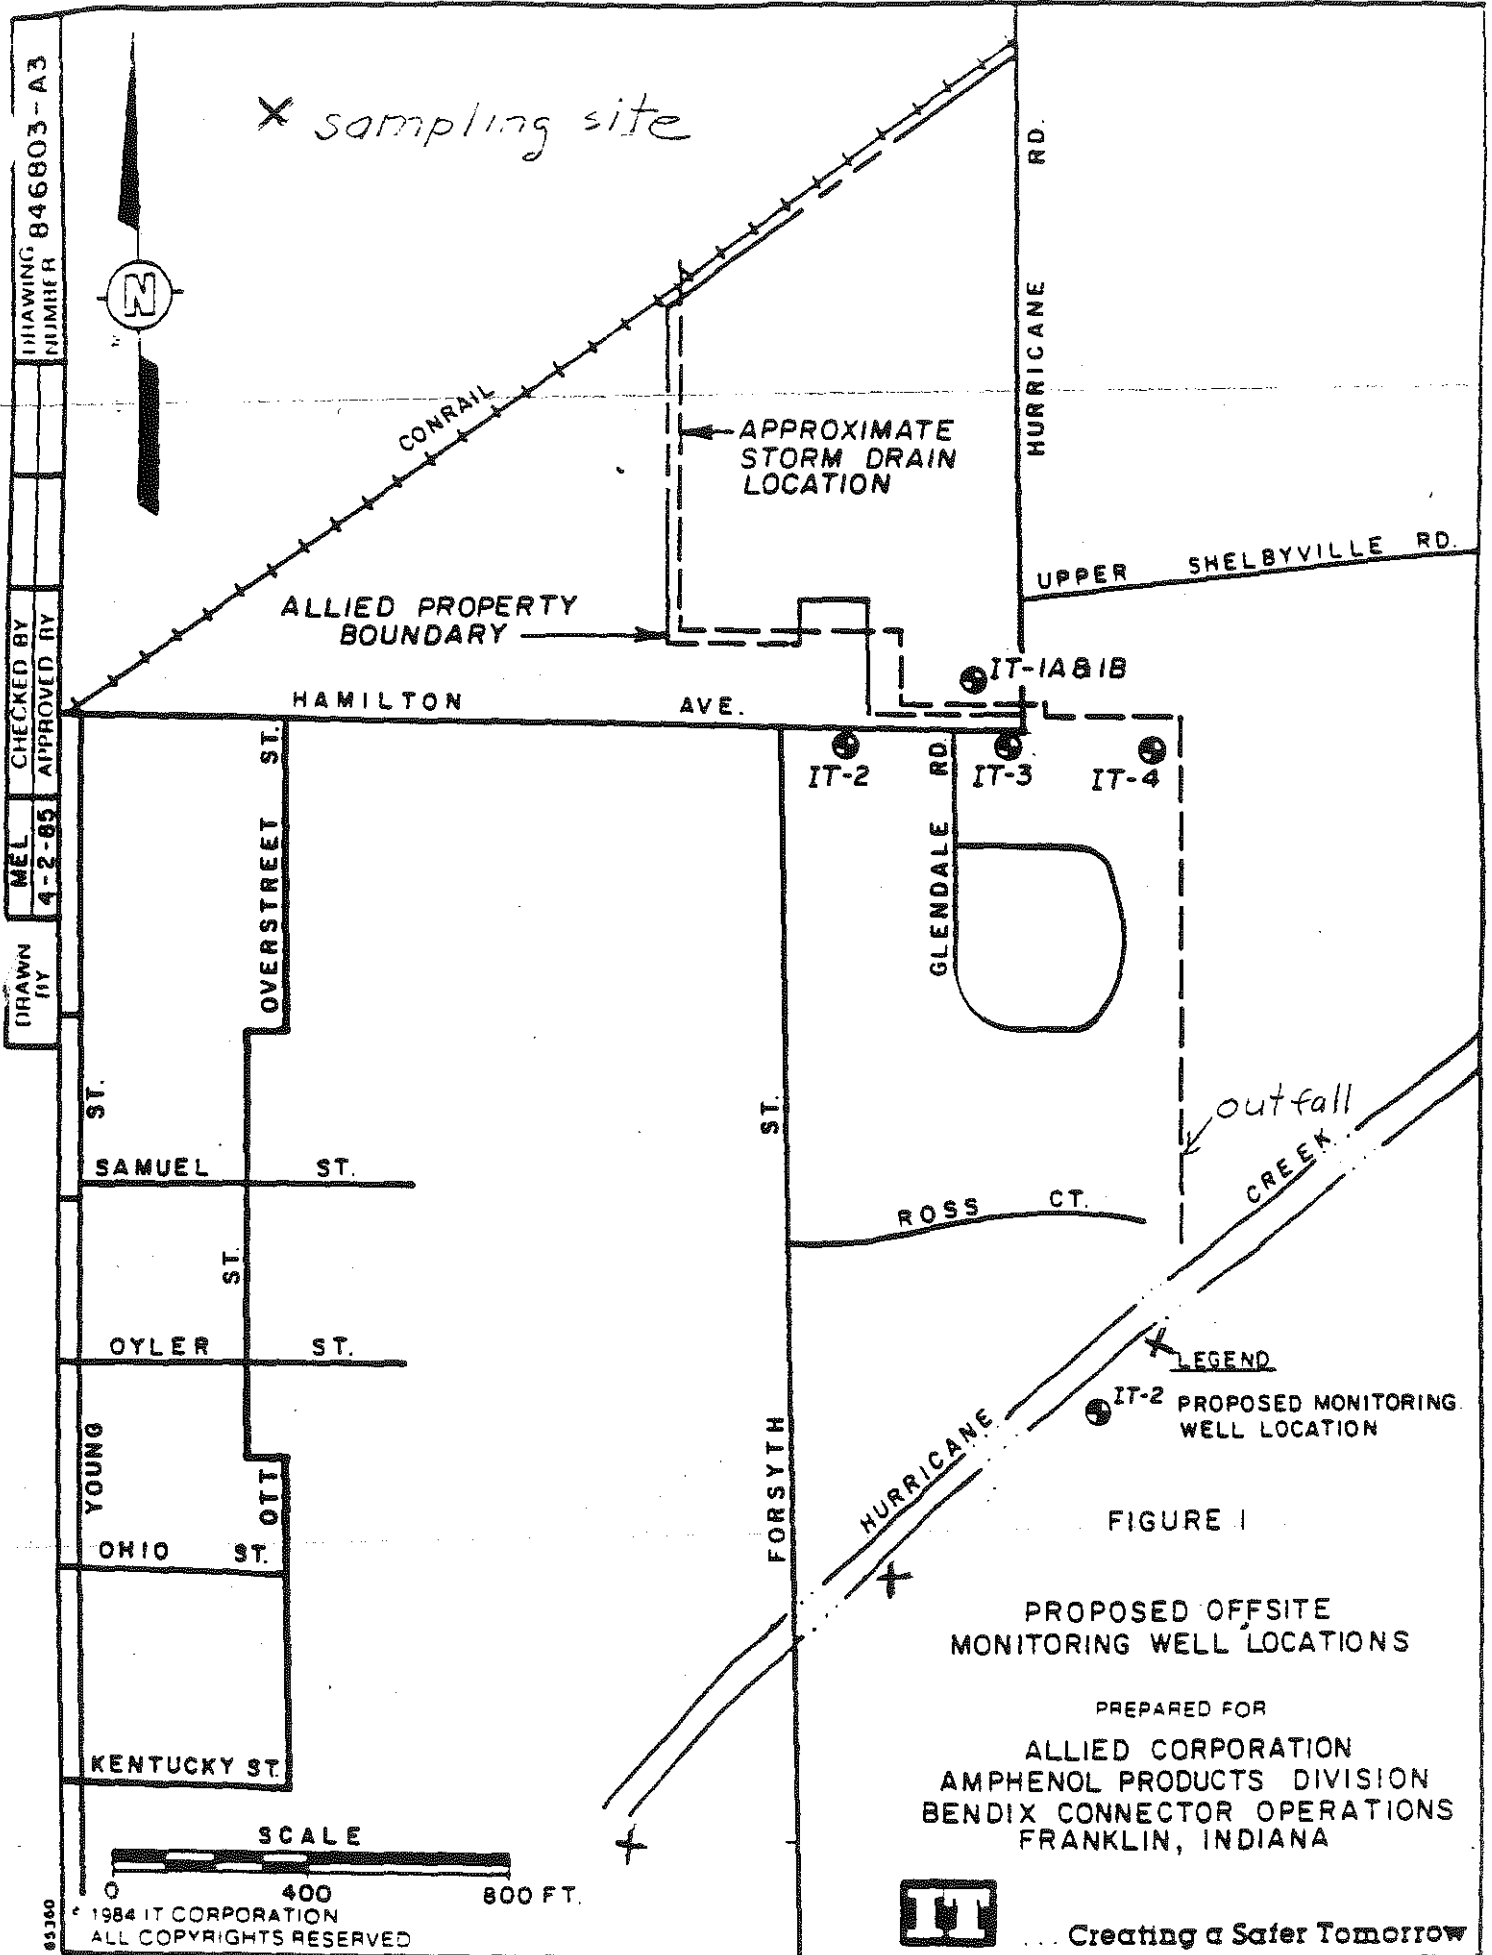 DRAWING NUMBER 846803-A3
CHECKED BY
APPROVED BY
MEL
4-2-85
DRAWN BY
X sampling site
N
CONRAIL
HURRICANE RD.
APPROXIMATE
STORM DRAIN
LOCATION
UPPER SHELBYVILLE RD.
ALLIED PROPERTY
BOUNDARY
IT-1A&1B
HAMILTON AVE.
IT-2
IT-3
IT-4
GLENDALE RD.
OVERSTREET ST.
outfall
SAMUEL ST.
ROSS CT.
HURRICANE CREEK
OYLER ST.
YOUNG ST.
OTT ST.
FORSYTH ST.
OHIO ST.
KENTUCKY ST.
LEGEND
IT-2 PROPOSED MONITORING
WELL LOCATION
FIGURE 1
PROPOSED OFFSITE
MONITORING WELL LOCATIONS
PREPARED FOR
ALLIED CORPORATION
AMPHENOL PRODUCTS DIVISION
BENDIX CONNECTOR OPERATIONS
FRANKLIN, INDIANA
SCALE
0 400 800 FT.
1984 IT CORPORATION
ALL COPYRIGHTS RESERVED
IT
... Creating a Safer Tomorrow